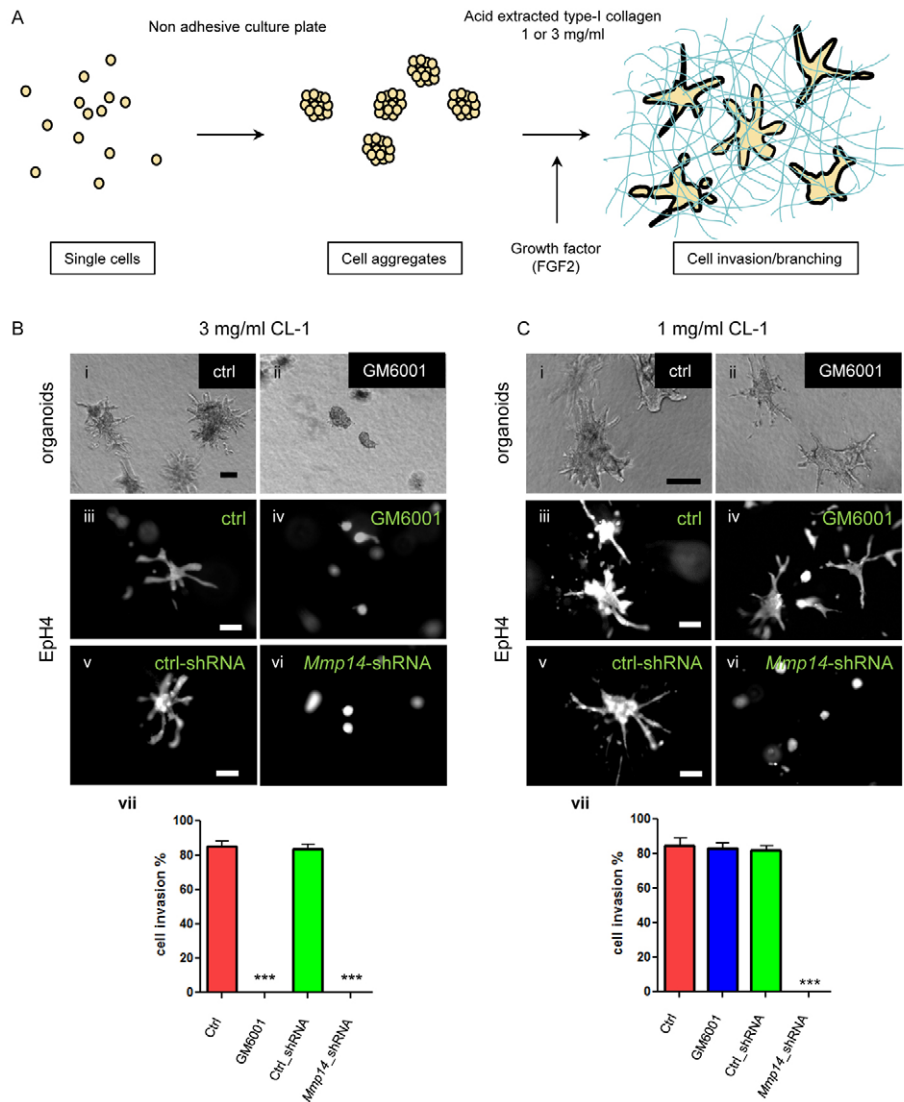 A
Non adhesive culture plate
Acid extracted type-I collagen
1 or 3 mg/ml
Growth factor
(FGF2)
Single cells
Cell aggregates
Cell invasion/branching
B
3 mg/ml CL-1
organoids
i
ctrl
ii
GM6001
EpH4
iii
ctrl
iv
GM6001
v
ctrl-shRNA
vi
Mmp14-shRNA
vii
cell invasion %
100
80
60
40
20
0
***
***
Ctrl
GM6001
Ctrl_shRNA
Mmp14_shRNA
C
1 mg/ml CL-1
organoids
i
ctrl
ii
GM6001
EpH4
iii
ctrl
iv
GM6001
v
ctrl-shRNA
vi
Mmp14-shRNA
vii
cell invasion %
100
80
60
40
20
0
***
Ctrl
GM6001
Ctrl_shRNA
Mmp14_shRNA